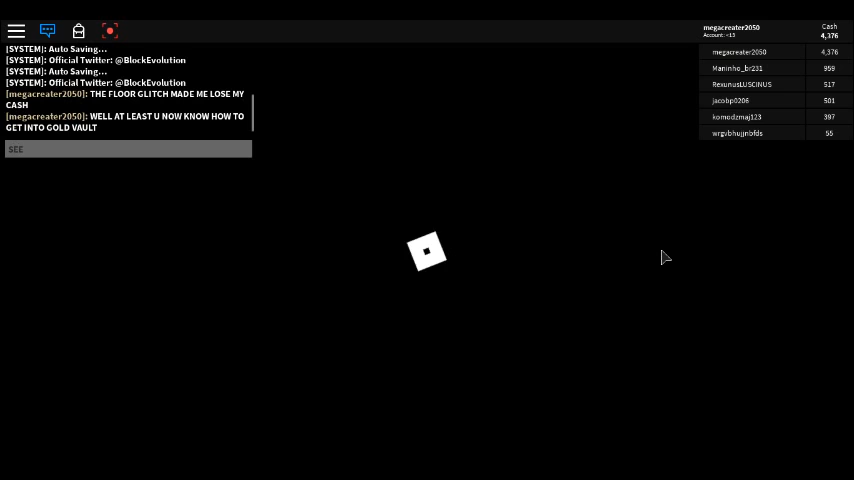 megacreater2050
Account: <13
Cash
4,376
[SYSTEM]: Auto Saving...
[SYSTEM]: Official Twitter: @BlockEvolution
[SYSTEM]: Auto Saving...
[SYSTEM]: Official Twitter: @BlockEvolution
[megacreater2050]: THE FLOOR GLITCH MADE ME LOSE MY
CASH
[megacreater2050]: WELL AT LEAST U NOW KNOW HOW TO
GET INTO GOLD VAULT
SEE
megacreater2050 4,376
Maninho_br231 959
RexunusLUSCINUS 517
jacobp0206 501
komodzmaj123 397
wrgvbhujjnbfds 55